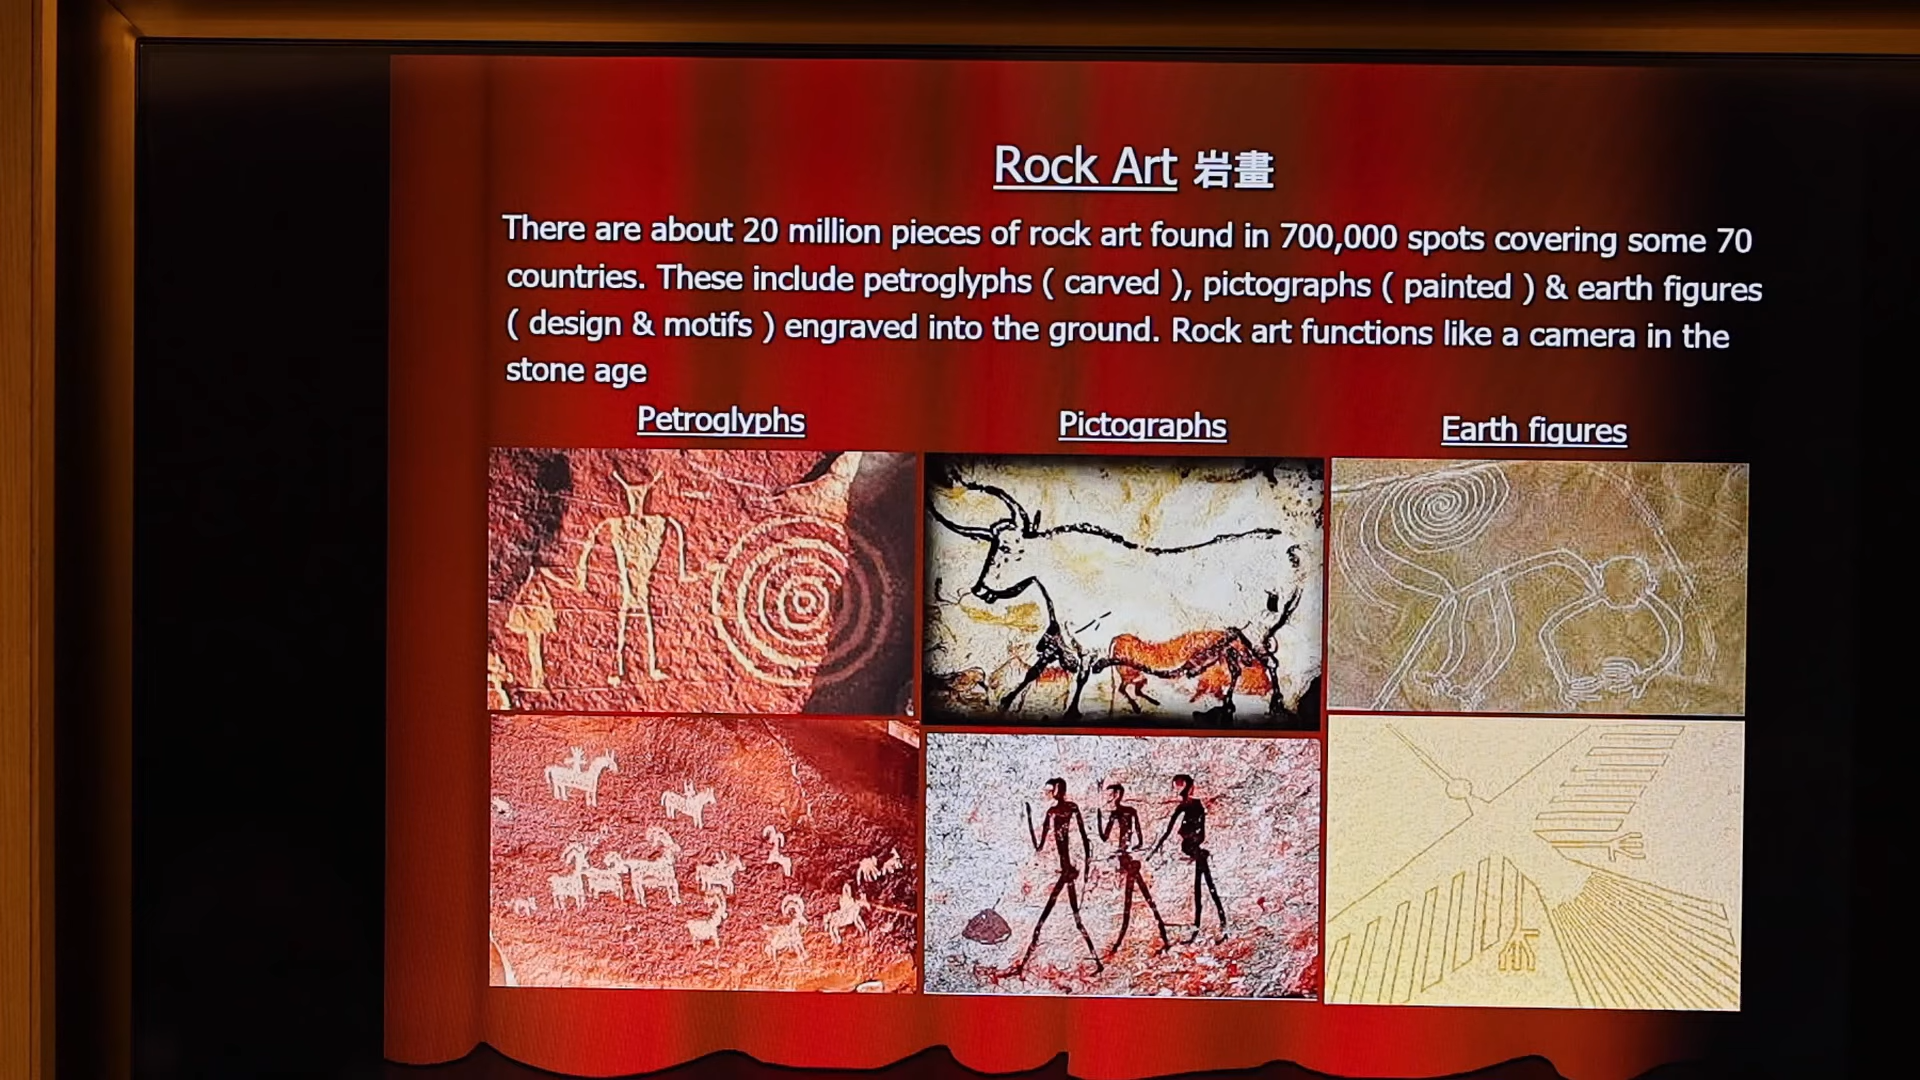 Rock Art 岩畫
There are about 20 million pieces of rock art found in 700,000 spots covering some 70
countries. These include petroglyphs ( carved ), pictographs ( painted ) & earth figures
( design & motifs ) engraved into the ground. Rock art functions like a camera in the
stone age
Petroglyphs
Pictographs
Earth figures